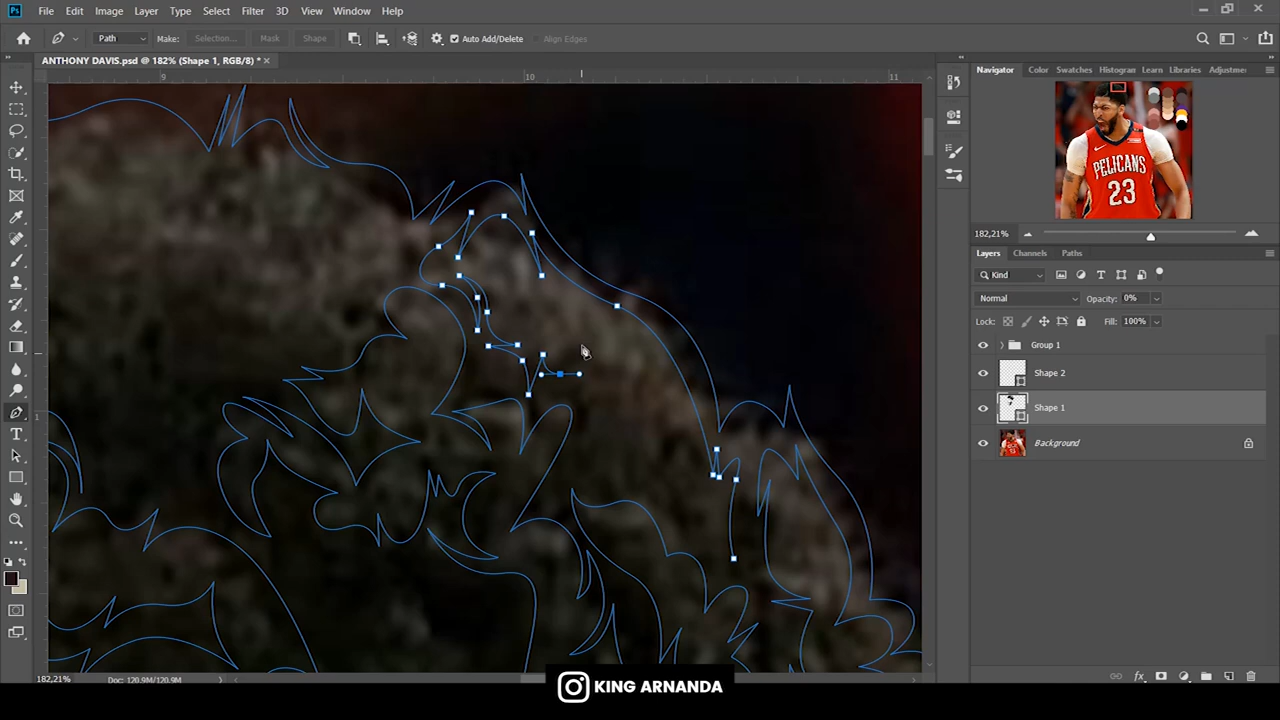 Ps File Edit Image Layer Type Select Filter 3D View Window Help
Path Make: Selection... Mask Shape Auto Add/Delete Align Edges
ANTHONY DAVIS.psd @ 182% (Shape 1, RGB/8) * ×
9 10 11
1
Navigator Color Swatches Histogran Learn Libraries Adjustme
PELICANS
23
182,21%
Layers Channels Paths
Kind
Normal Opacity: 0%
Lock: Fill: 100%
Group 1
Shape 2
Shape 1
Background
182,21% Doc: 120.9M/120.9M
KING ARNANDA